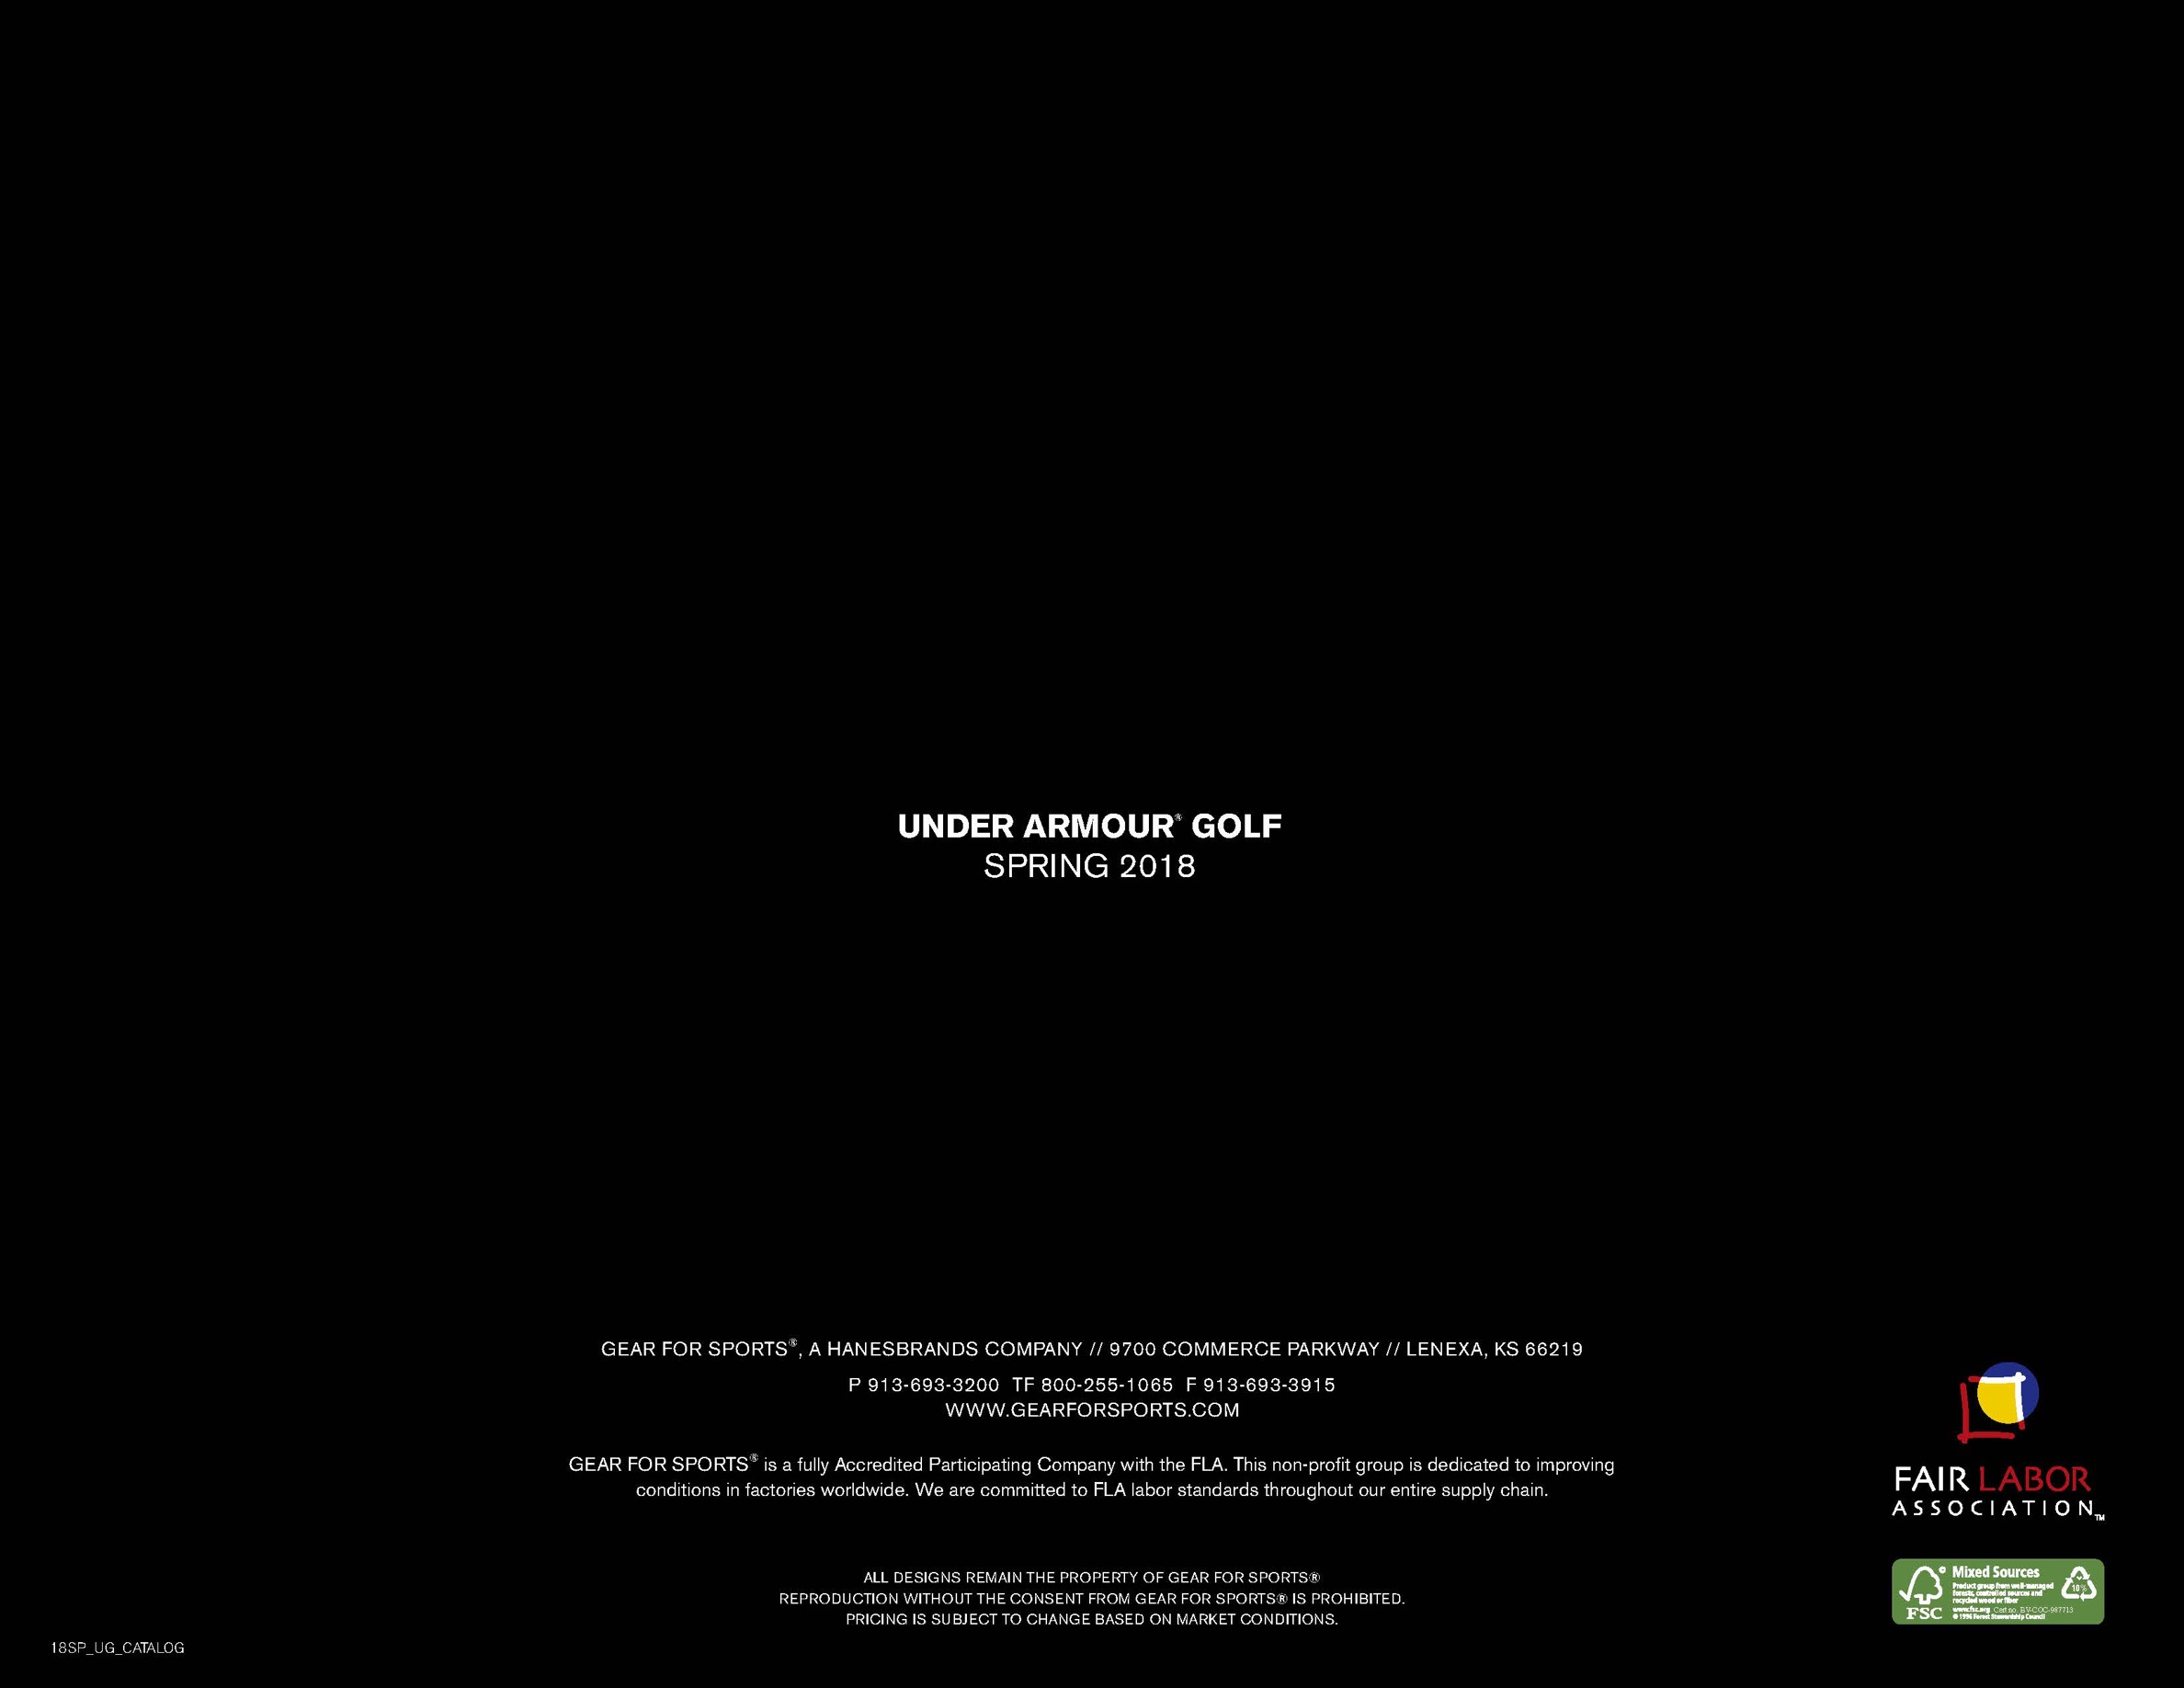 UNDER ARMOUR® GOLF
SPRING 2018
GEAR FOR SPORTS®, A HANESBRANDS COMPANY // 9700 COMMERCE PARKWAY // LENEXA, KS 66219
P 913-693-3200 TF 800-255-1065 F 913-693-3915
WWW.GEARFORSPORTS.COM
GEAR FOR SPORTS® is a fully Accredited Participating Company with the FLA. This non-profit group is dedicated to improving
conditions in factories worldwide. We are committed to FLA labor standards throughout our entire supply chain.
ALL DESIGNS REMAIN THE PROPERTY OF GEAR FOR SPORTS®
REPRODUCTION WITHOUT THE CONSENT FROM GEAR FOR SPORTS® IS PROHIBITED.
PRICING IS SUBJECT TO CHANGE BASED ON MARKET CONDITIONS.
18SP_UG_CATALOG
FAIR LABOR
ASSOCIATION™
FSC
Mixed Sources
Product group from well-managed
forests, controlled sources and
recycled wood or fiber
www.fsc.org Cert no. BV-COC-987713
© 1996 Forest Stewardship Council
10%